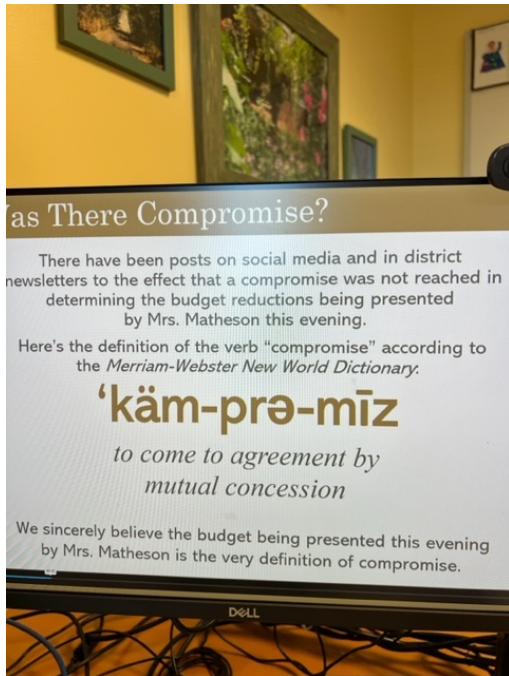 as There Compromise?
There have been posts on social media and in district
newsletters to the effect that a compromise was not reached in
determining the budget reductions being presented
by Mrs. Matheson this evening.
Here's the definition of the verb "compromise" according to
the Merriam-Webster New World Dictionary.
ˈkäm-prə-mīz
to come to agreement by
mutual concession
We sincerely believe the budget being presented this evening
by Mrs. Matheson is the very definition of compromise.
DELL